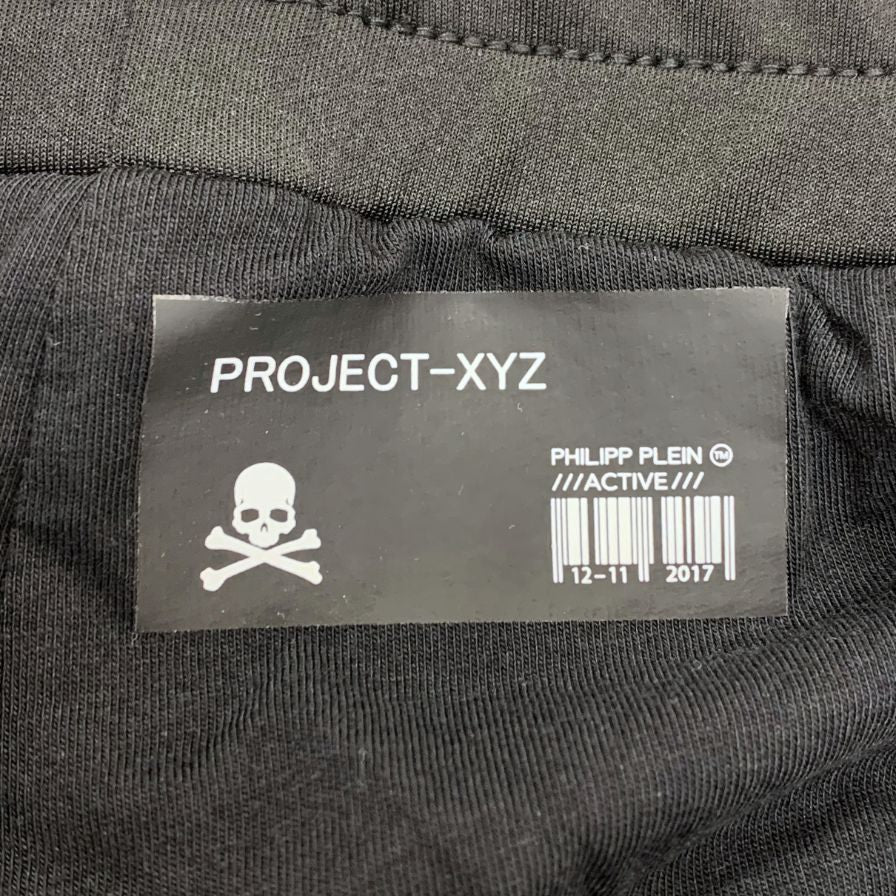 PROJECT-XYZ
PHILIPP PLEIN TM
///ACTIVE///
12-11 2017